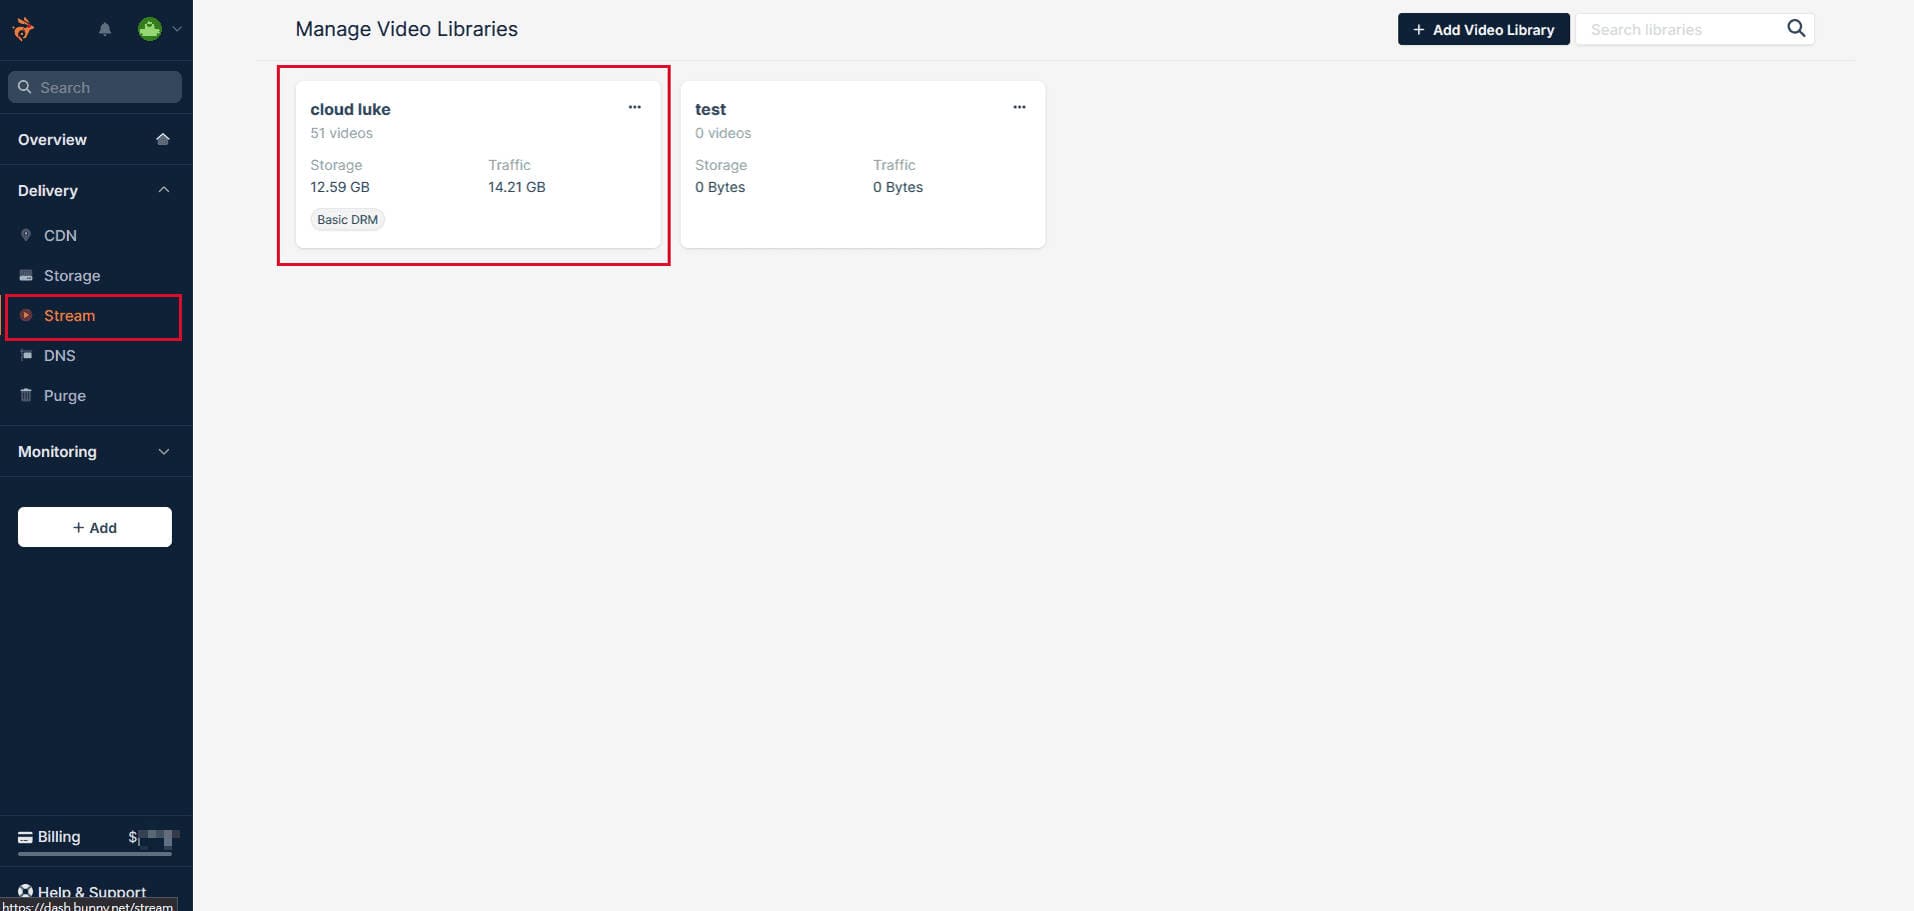 Manage Video Libraries
+ Add Video Library
Search libraries
Search
Overview
Delivery
CDN
Storage
Stream
DNS
Purge
Monitoring
+ Add
Billing $
Help & Support
https://dash.bunny.net/stream
cloud luke
51 videos
Storage Traffic
12.59 GB 14.21 GB
Basic DRM
test
0 videos
Storage Traffic
0 Bytes 0 Bytes